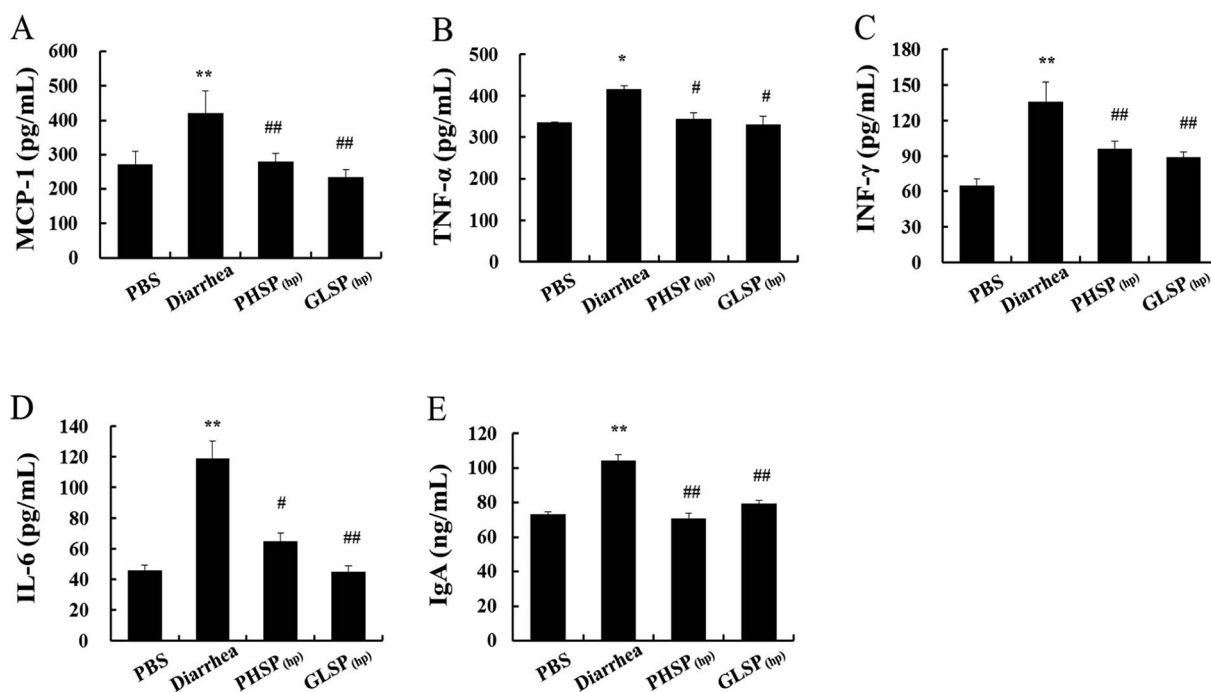 A
MCP-1 (pg/mL)
600
500
400
300
200
100
0
**
##
##
PBS
Diarrhea
PHSP(hp)
GLSP(hp)
B
TNF-α (pg/mL)
500
400
300
200
100
0
*
#
#
PBS
Diarrhea
PHSP(hp)
GLSP(hp)
C
INF-γ (pg/mL)
180
150
120
90
60
30
0
**
##
##
PBS
Diarrhea
PHSP(hp)
GLSP(hp)
D
IL-6 (pg/mL)
140
120
100
80
60
40
20
0
**
#
##
PBS
Diarrhea
PHSP(hp)
GLSP(hp)
E
IgA (ng/mL)
120
100
80
60
40
20
0
**
##
##
PBS
Diarrhea
PHSP(hp)
GLSP(hp)